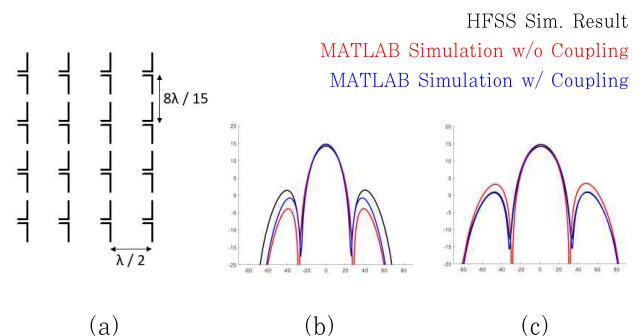 HFSS Sim. Result
MATLAB Simulation w/o Coupling
MATLAB Simulation w/ Coupling
8λ / 15
λ / 2
20
15
10
5
0
-5
-10
-15
-20
-80 -60 -40 -20 0 20 40 60 80
20
15
10
5
0
-5
-10
-15
-20
-80 -60 -40 -20 0 20 40 60 80
(a) (b) (c)